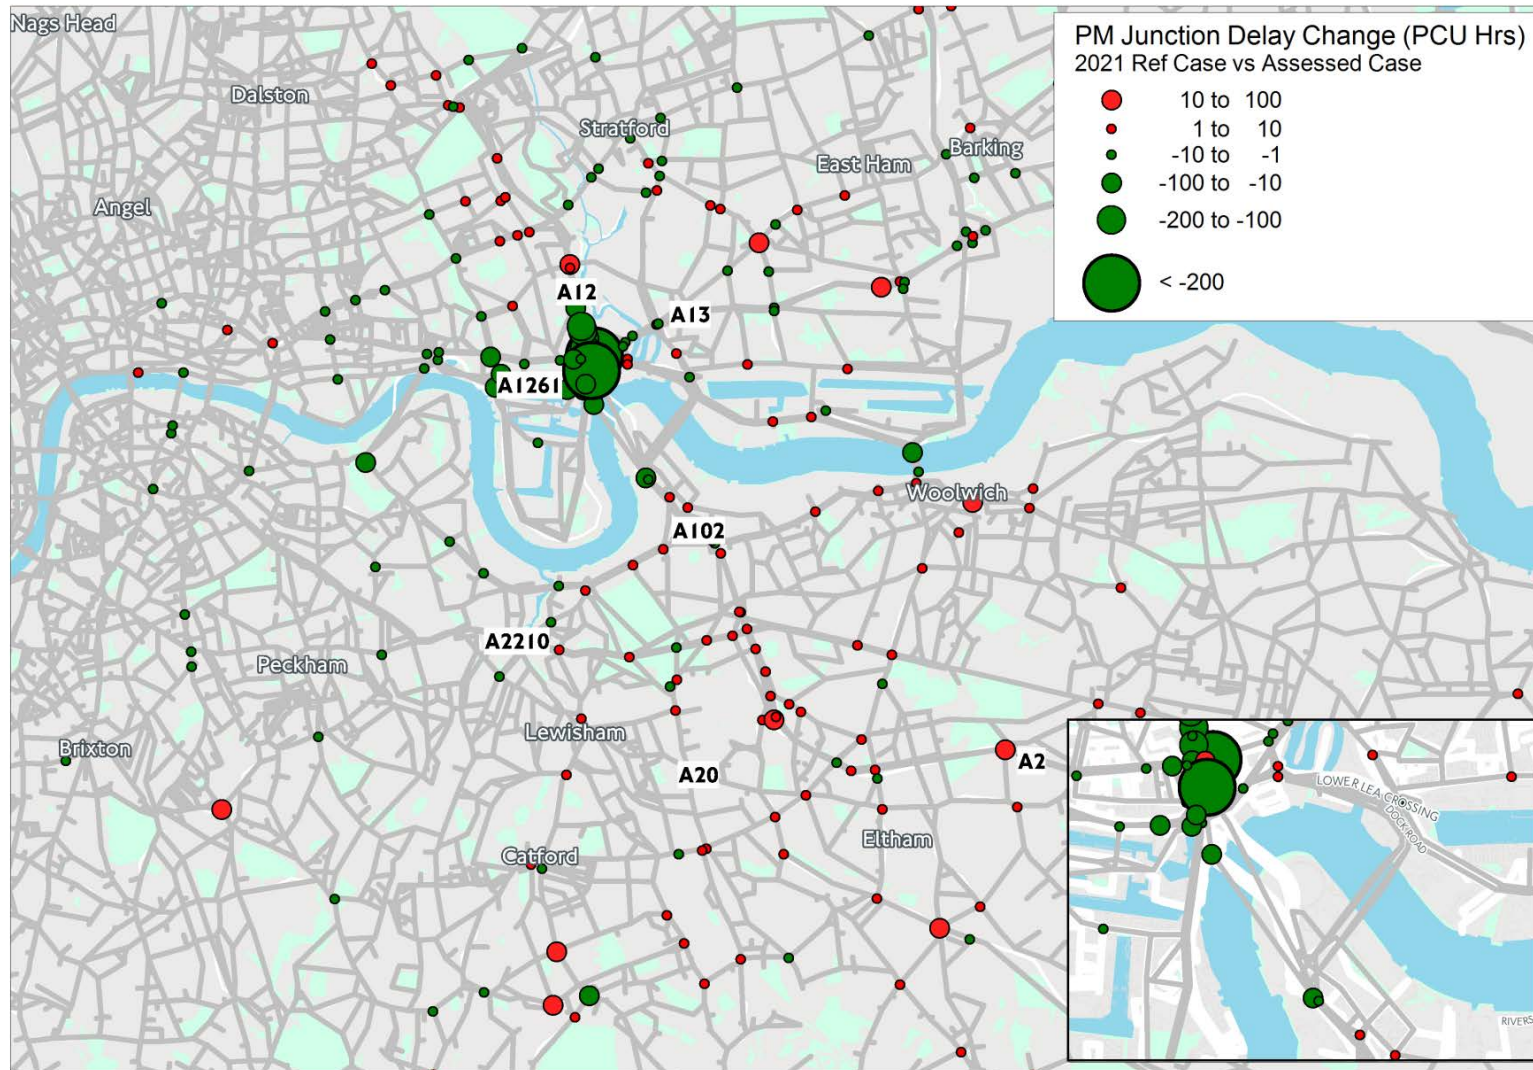 Nags Head
PM Junction Delay Change (PCU Hrs)
2021 Ref Case vs Assessed Case
10 to 100
1 to 10
-10 to -1
-100 to -10
-200 to -100
< -200
Dalston
Stratford
East Ham
Barking
Angel
A12
A13
A1261
Woolwich
A102
A2210
Peckham
Lewisham
Brixton
A20
A2
Eltham
Catford
LOWER LEA CROSSING
DOCK ROAD
RIVERS